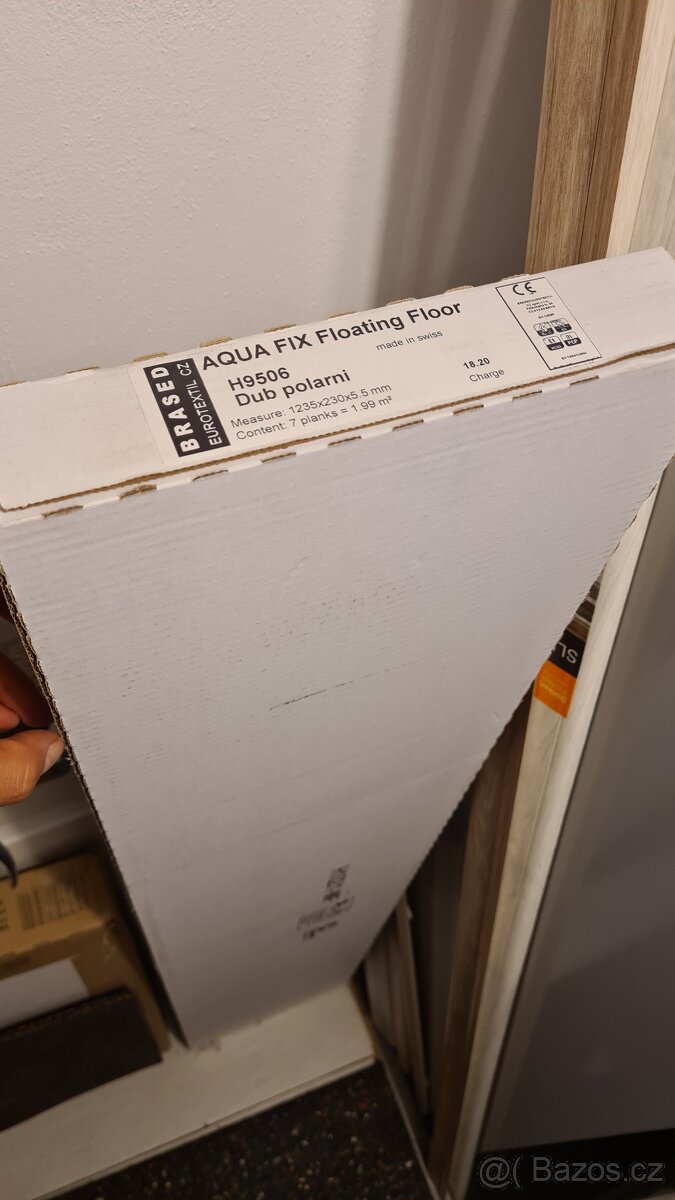 BRASED
EUROTEXTIL CZ
AQUA FIX Floating Floor
made in swiss
H9506
Dub polarni
Measure: 1235x230x5.5 mm
Content: 7 planks = 1.99 m²
18.20
Charge
CE
SL
@( Bazos.cz